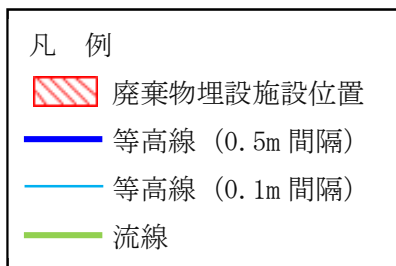 凡 例
廃棄物埋設施設位置
等高線 (0.5m 間隔)
等高線 (0.1m 間隔)
流線